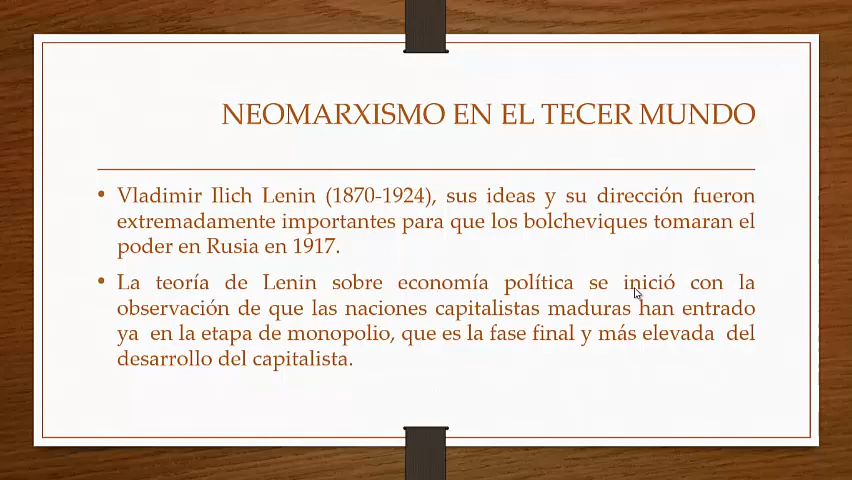 NEOMARXISMO EN EL TECER MUNDO
• Vladimir Ilich Lenin (1870-1924), sus ideas y su dirección fueron
extremadamente importantes para que los bolcheviques tomaran el
poder en Rusia en 1917.
• La teoría de Lenin sobre economía política se inició con la
observación de que las naciones capitalistas maduras han entrado
ya en la etapa de monopolio, que es la fase final y más elevada del
desarrollo del capitalista.